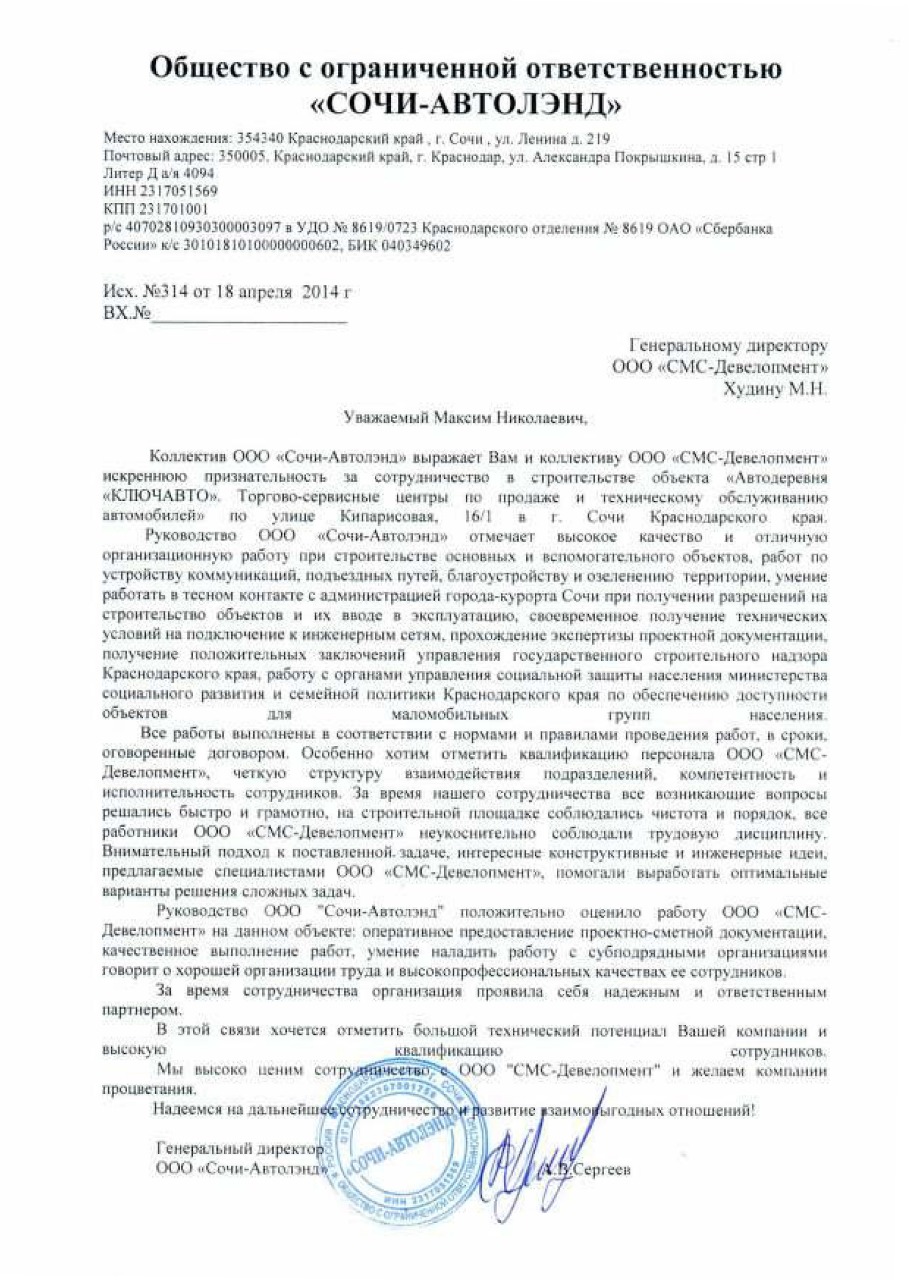 Общество с ограниченной ответственностью
«СОЧИ-АВТОЛЭНД»
Место нахождения: 354340 Краснодарский край , г. Сочи , ул. Ленина д. 219
Почтовый адрес: 350005, Краснодарский край, г. Краснодар, ул. Александра Покрышкина, д. 15 стр 1
Литер Д а/я 4094
ИНН 2317051569
КПП 231701001
р/с 40702810930300003097 в УДО № 8619/0723 Краснодарского отделения № 8619 ОАО «Сбербанка
России» к/с 30101810100000000602, БИК 040349602
Исх. №314 от 18 апреля 2014 г
ВХ.№____________________
Генеральному директору
ООО «СМС-Девелопмент»
Худину М.Н.
Уважаемый Максим Николаевич,
Коллектив ООО «Сочи-Автолэнд» выражает Вам и коллективу ООО «СМС-Девелопмент»
искреннюю признательность за сотрудничество в строительстве объекта «Автодеревня
«КЛЮЧАВТО». Торгово-сервисные центры по продаже и техническому обслуживанию
автомобилей» по улице Кипарисовая, 16/1 в г. Сочи Краснодарского края.
Руководство ООО «Сочи-Автолэнд» отмечает высокое качество и отличную
организационную работу при строительстве основных и вспомогательного объектов, работ по
устройству коммуникаций, подъездных путей, благоустройству и озеленению территории, умение
работать в тесном контакте с администрацией города-курорта Сочи при получении разрешений на
строительство объектов и их вводе в эксплуатацию, своевременное получение технических
условий на подключение к инженерным сетям, прохождение экспертизы проектной документации,
получение положительных заключений управления государственного строительного надзора
Краснодарского края, работу с органами управления социальной защиты населения министерства
социального развития и семейной политики Краснодарского края по обеспечению доступности
объектов для маломобильных групп населения.
Все работы выполнены в соответствии с нормами и правилами проведения работ, в сроки,
оговоренные договором. Особенно хотим отметить квалификацию персонала ООО «СМС-
Девелопмент», четкую структуру взаимодействия подразделений, компетентность и
исполнительность сотрудников. За время нашего сотрудничества все возникающие вопросы
решались быстро и грамотно, на строительной площадке соблюдались чистота и порядок, все
работники ООО «СМС-Девелопмент» неукоснительно соблюдали трудовую дисциплину.
Внимательный подход к поставленной задаче, интересные конструктивные и инженерные идеи,
предлагаемые специалистами ООО «СМС-Девелопмент», помогали выработать оптимальные
варианты решения сложных задач.
Руководство ООО "Сочи-Автолэнд" положительно оценило работу ООО «СМС-
Девелопмент» на данном объекте: оперативное предоставление проектно-сметной документации,
качественное выполнение работ, умение наладить работу с субподрядными организациями
говорит о хорошей организации труда и высокопрофессиональных качествах ее сотрудников.
За время сотрудничества организация проявила себя надежным и ответственным
партнером.
В этой связи хочется отметить большой технический потенциал Вашей компании и
высокую квалификацию сотрудников.
Мы высоко ценим сотрудничество с ООО "СМС-Девелопмент" и желаем компании
процветания.
Надеемся на дальнейшее сотрудничество и развитие взаимовыгодных отношений!
Генеральный директор
ООО «Сочи-Автолэнд»
А.В.Сергеев
«СОЧИ-АВТОЛЭНД»
ИНН 2317051569
ОБЩЕСТВО С ОГРАНИЧЕННОЙ ОТВЕТСТВЕННОСТЬЮ